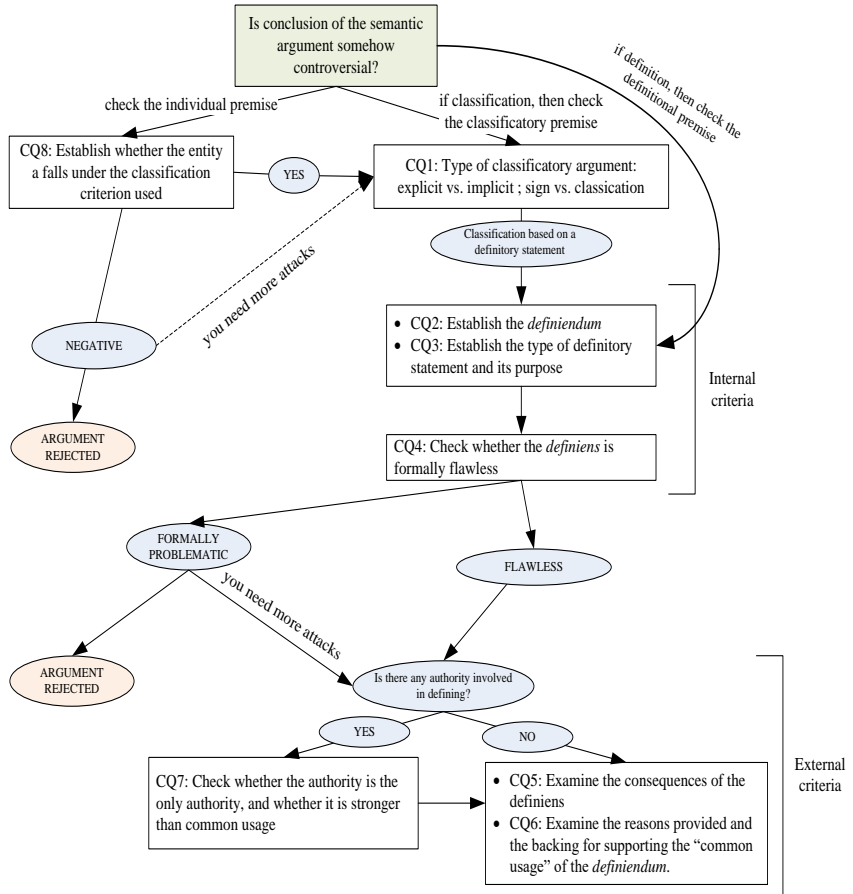 Is conclusion of the semantic
argument somehow
controversial?
if definition, then check the
definitional premise
check the individual premise
if classification, then check
the classificatory premise
CQ8: Establish whether the entity
a falls under the classification
criterion used
YES
CQ1: Type of classificatory argument:
explicit vs. implicit ; sign vs. classication
Classification based on a
definitory statement
you need more attacks
• CQ2: Establish the definiendum
• CQ3: Establish the type of definitory
statement and its purpose
NEGATIVE
Internal
criteria
ARGUMENT
REJECTED
CQ4: Check whether the definiens is
formally flawless
FORMALLY
PROBLEMATIC
FLAWLESS
you need more attacks
ARGUMENT
REJECTED
Is there any authority involved
in defining?
YES
NO
CQ7: Check whether the authority is the
only authority, and whether it is stronger
than common usage
• CQ5: Examine the consequences of the
definiens
• CQ6: Examine the reasons provided and
the backing for supporting the “common
usage” of the definiendum.
External
criteria